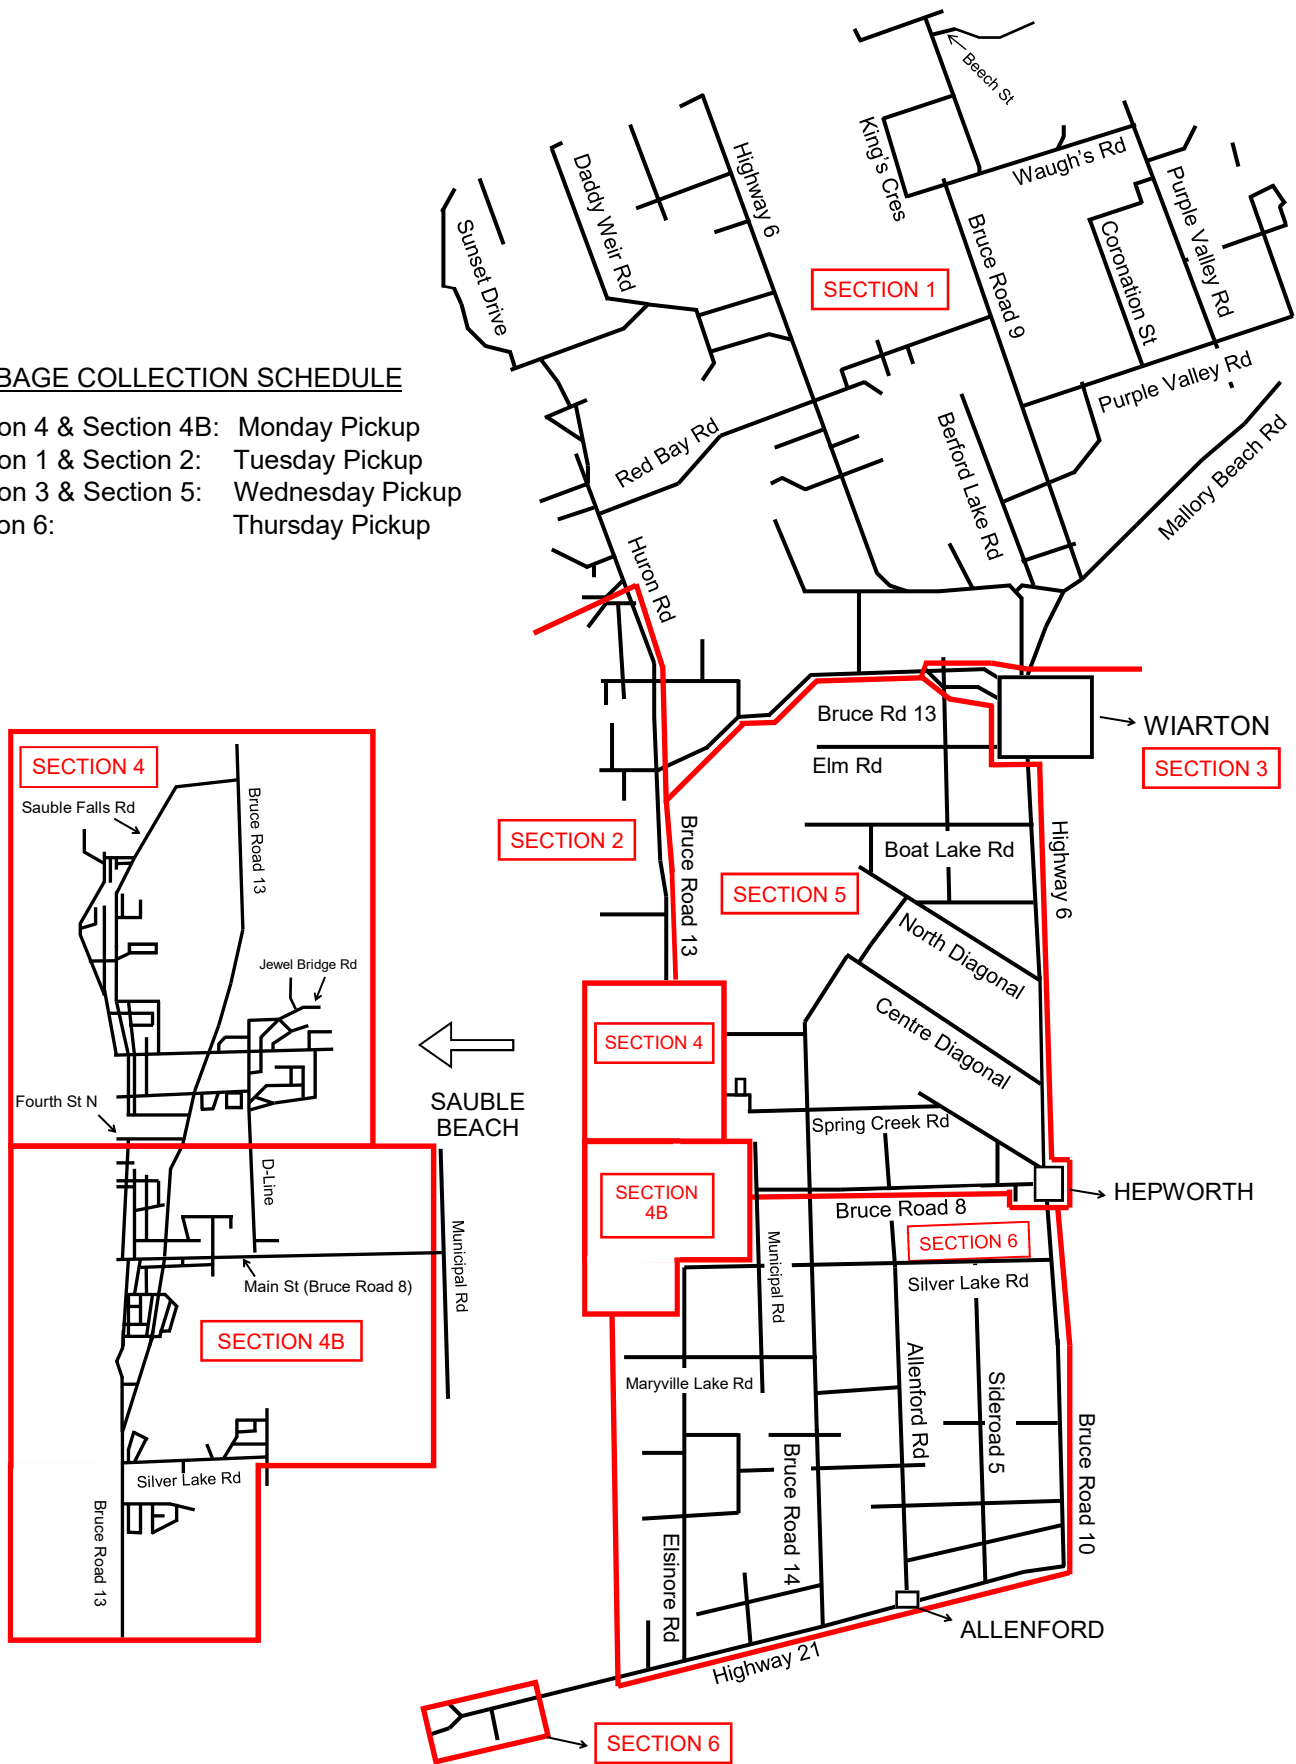 Beech St
King's Cres
Waugh's Rd
Highway 6
Daddy Weir Rd
Purple Valley Rd
Sunset Drive
Bruce Road 9
Coronation St
SECTION 1
BAGE COLLECTION SCHEDULE
on 4 & Section 4B: Monday Pickup
on 1 & Section 2: Tuesday Pickup
on 3 & Section 5: Wednesday Pickup
on 6: Thursday Pickup
Purple Valley Rd
Red Bay Rd
Berford Lake Rd
Mallory Beach Rd
Huron Rd
Bruce Rd 13
WIARTON
SECTION 3
Elm Rd
SECTION 4
Sauble Falls Rd
Bruce Road 13
SECTION 2
Bruce Road 13
Boat Lake Rd
Highway 6
SECTION 5
North Diagonal
Jewel Bridge Rd
Centre Diagonal
SECTION 4
SAUBLE
BEACH
Fourth St N
Spring Creek Rd
D-Line
SECTION
4B
HEPWORTH
Bruce Road 8
SECTION 6
Municipal Rd
Municipal Rd
Main St (Bruce Road 8)
Silver Lake Rd
SECTION 4B
Maryville Lake Rd
Allenford Rd
Sideroad 5
Bruce Road 10
Silver Lake Rd
Bruce Road 14
Bruce Road 13
Elsinore Rd
ALLENFORD
Highway 21
SECTION 6